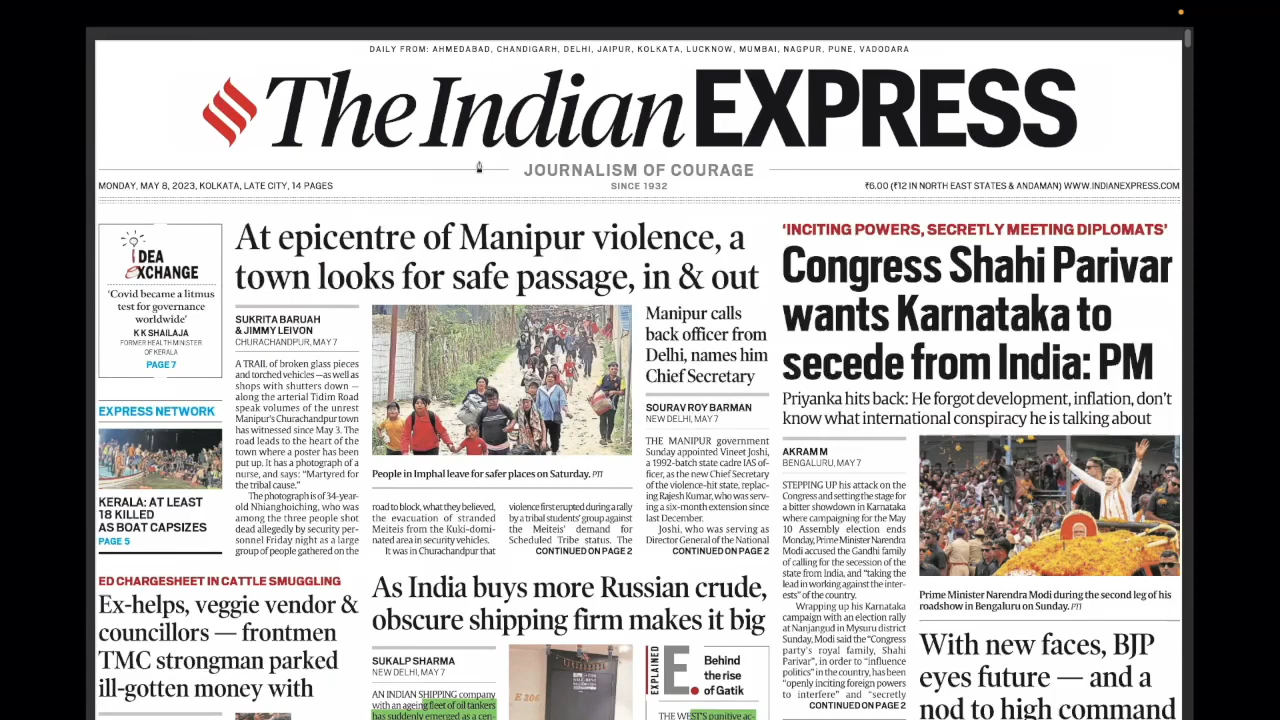 DAILY FROM: AHMEDABAD, CHANDIGARH, DELHI, JAIPUR, KOLKATA, LUCKNOW, MUMBAI, NAGPUR, PUNE, VADODARA
The Indian EXPRESS
JOURNALISM OF COURAGE
MONDAY, MAY 8, 2023, KOLKATA, LATE CITY, 14 PAGES
SINCE 1932
₹6.00 (₹12 IN NORTH EAST STATES & ANDAMAN) WWW.INDIANEXPRESS.COM
iDEA
eXCHANGE
‘Covid became a litmus
test for governance
worldwide’
K K SHAILAJA
FORMER HEALTH MINISTER
OF KERALA
PAGE 7
EXPRESS NETWORK
KERALA: AT LEAST
18 KILLED
AS BOAT CAPSIZES
PAGE 5
At epicentre of Manipur violence, a
town looks for safe passage, in & out
SUKRITA BARUAH
& JIMMY LEIVON
CHURACHANDPUR, MAY 7
A TRAIL of broken glass pieces
and torched vehicles —as well as
shops with shutters down —
along the arterial Tidim Road
speak volumes of the unrest
Manipur's Churachandpur town
has witnessed since May 3. The
road leads to the heart of the
town where a poster has been
put up. It has a photograph of a
nurse, and says: “Martyred for
the tribal cause.”
The photograph is of 34-year-
old Nhianghoiching, who was
among the three people shot
dead allegedly by security per-
sonnel Friday night as a large
group of people gathered on the
People in Imphal leave for safer places on Saturday. PTI
road to block, what they believed,
the evacuation of stranded
Meiteis from the Kuki-domi-
nated area in security vehicles.
It was in Churachandpur that
violence first erupted during a rally
by a tribal students' group against
the Meiteis' demand for
Scheduled Tribe status. The
CONTINUED ON PAGE 2
Manipur calls
back officer from
Delhi, names him
Chief Secretary
SOURAV ROY BARMAN
NEW DELHI, MAY 7
THE MANIPUR government
Sunday appointed Vineet Joshi,
a 1992-batch state cadre IAS of-
ficer, as the new Chief Secretary
of the violence-hit state, replac-
ing Rajesh Kumar, who was serv-
ing a six-month extension since
last December.
Joshi, who was serving as
Director General of the National
CONTINUED ON PAGE 2
‘INCITING POWERS, SECRETLY MEETING DIPLOMATS’
Congress Shahi Parivar
wants Karnataka to
secede from India: PM
Priyanka hits back: He forgot development, inflation, don't
know what international conspiracy he is talking about
AKRAM M
BENGALURU, MAY 7
STEPPING UP his attack on the
Congress and setting the stage for
a bitter showdown in Karnataka
where campaigning for the May
10 Assembly election ends
Monday, Prime Minister Narendra
Modi accused the Gandhi family
of calling for the secession of the
state from India, and “taking the
lead in working against the inter-
ests” of the country.
Wrapping up his Karnataka
campaign with an election rally
at Nanjangud in Mysuru district
Sunday, Modi said the “Congress
party's royal family, Shahi
Parivar”, in order to “influence
politics” in the country, has been
“openly inviting foreign powers
to interfere” and “secretly
CONTINUED ON PAGE 2
Prime Minister Narendra Modi during the second leg of his
roadshow in Bengaluru on Sunday. PTI
With new faces, BJP
eyes future — and a
nod to high command
ED CHARGESHEET IN CATTLE SMUGGLING
Ex-helps, veggie vendor &
councillors — frontmen
TMC strongman parked
ill-gotten money with
As India buys more Russian crude,
obscure shipping firm makes it big
SUKALP SHARMA
NEW DELHI, MAY 7
AN INDIAN SHIPPING company
with an ageing fleet of oil tankers
has suddenly emerged as a cen-
E 206
EXPLAINED
E.
Behind
the rise
of Gatik
THE WEST'S punitive ac-